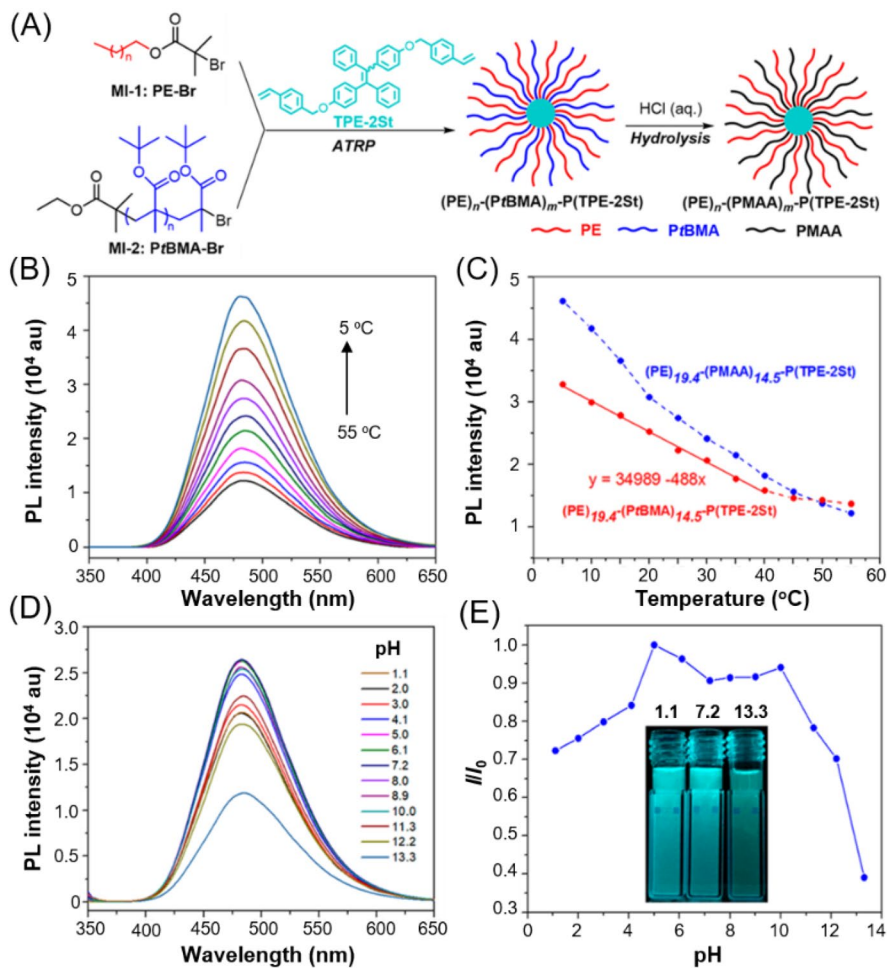 (A)
O
O
Br
n
MI-1: PE-Br
O
O
TPE-2St
ATRP
HCl (aq.)
Hydrolysis
O
O
O
O
O
O
Br
n
MI-2: PtBMA-Br
(PE)n-(PtBMA)m-P(TPE-2St)
(PE)n-(PMAA)m-P(TPE-2St)
PE
PtBMA
PMAA
(B)
PL intensity (10⁴ au)
5
4
3
2
1
0
5 °C
55 °C
350 400 450 500 550 600 650
Wavelength (nm)
(C)
PL intensity (10⁴ au)
5
4
3
2
1
(PE)19.4-(PMAA)14.5-P(TPE-2St)
y = 34989 -488x
(PE)19.4-(PtBMA)14.5-P(TPE-2St)
0 10 20 30 40 50 60
Temperature (°C)
(D)
PL intensity (10⁴ au)
3.0
2.5
2.0
1.5
1.0
0.5
0
pH
1.1
2.0
3.0
4.1
5.0
6.1
7.2
8.0
8.9
10.0
11.3
12.2
13.3
350 400 450 500 550 600 650
Wavelength (nm)
(E)
I/I₀
1.0
0.9
0.8
0.7
0.6
0.5
0.4
0.3
1.1 7.2 13.3
0 2 4 6 8 10 12 14
pH